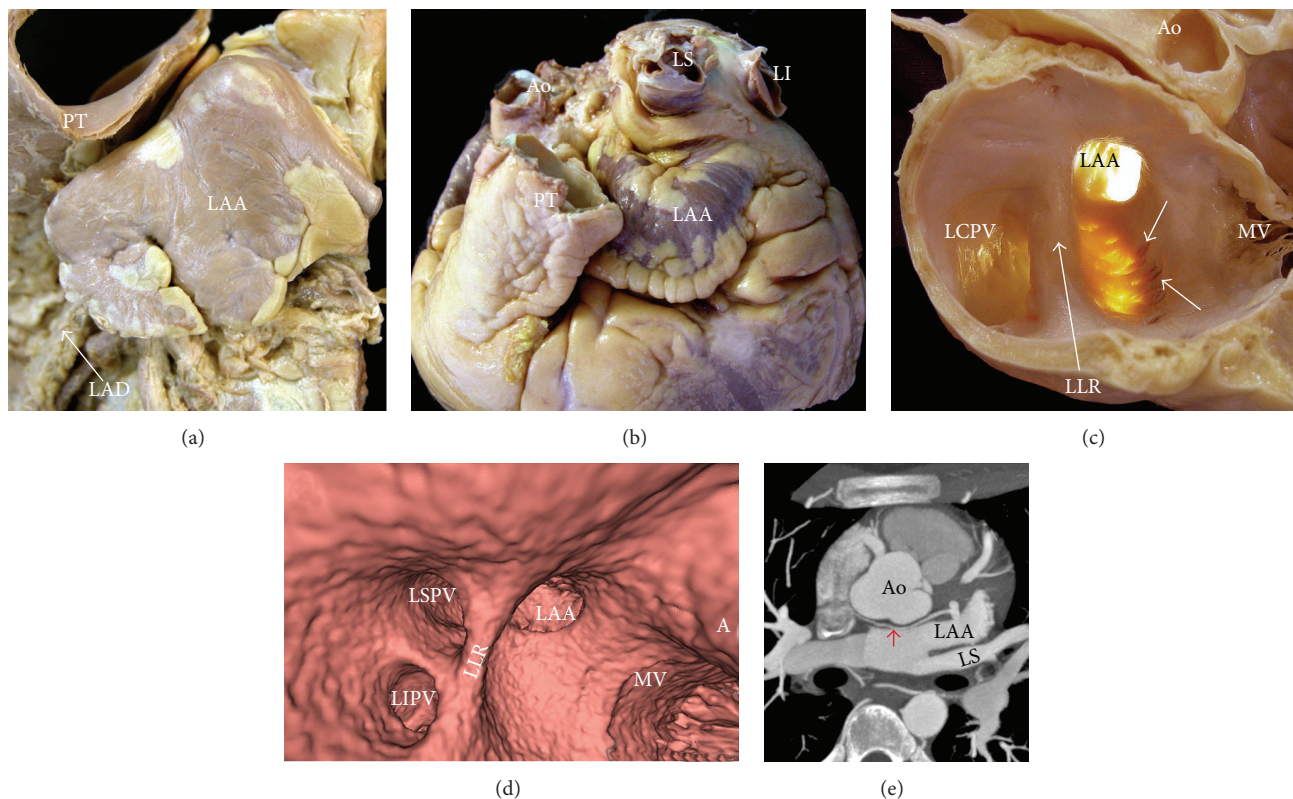 PT
LAA
LAD
(a)
LS
LI
Ao
PT
LAA
(b)
Ao
LAA
LCPV
MV
LLR
(c)
LSPV
LAA
A
LLR
LIPV
MV
(d)
Ao
LAA
LS
(e)